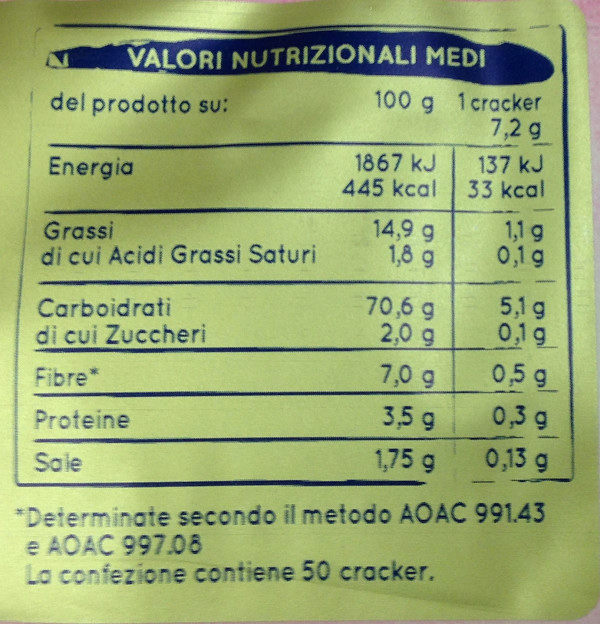 VALORI NUTRIZIONALI MEDI
del prodotto su: 100 g 1 cracker
7,2 g
Energia 1867 kJ 137 kJ
445 kcal 33 kcal
Grassi 14,9 g 1,1 g
di cui Acidi Grassi Saturi 1,8 g 0,1 g
Carboidrati 70,6 g 5,1 g
di cui Zuccheri 2,0 g 0,1 g
Fibre* 7,0 g 0,5 g
Proteine 3,5 g 0,3 g
Sale 1,75 g 0,13 g
*Determinate secondo il metodo AOAC 991.43
e AOAC 997.08
La confezione contiene 50 cracker.